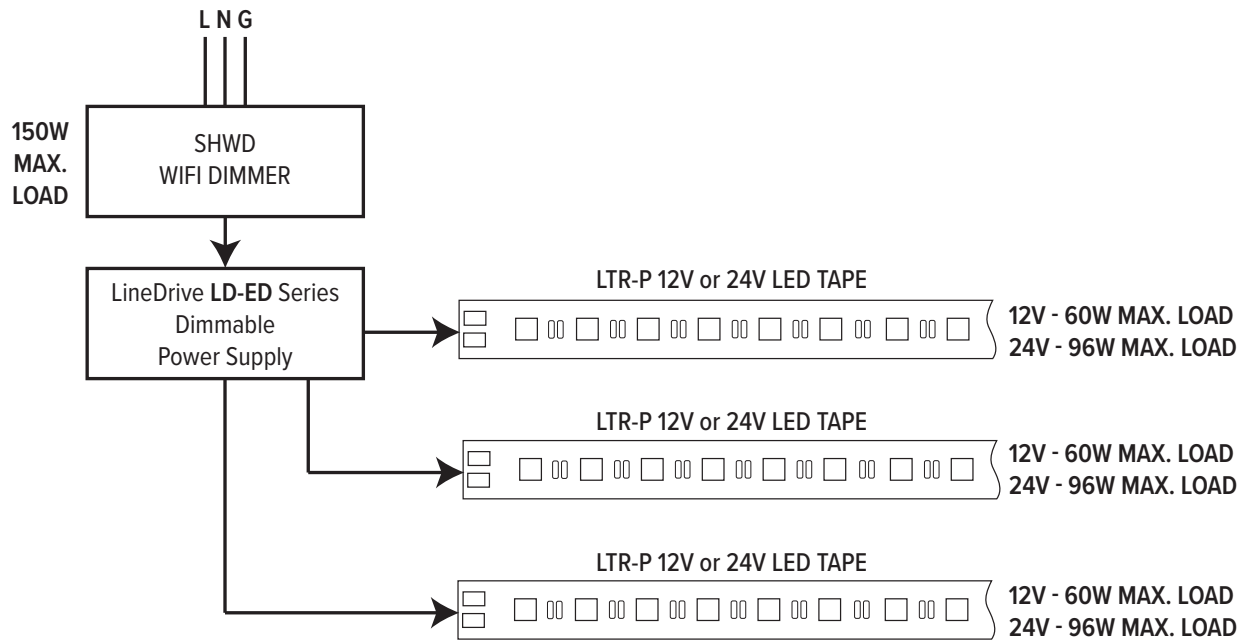 L N G
150W
MAX.
LOAD
SHWD
WIFI DIMMER
LineDrive LD-ED Series
Dimmable
Power Supply
LTR-P 12V or 24V LED TAPE
12V - 60W MAX. LOAD
24V - 96W MAX. LOAD
LTR-P 12V or 24V LED TAPE
12V - 60W MAX. LOAD
24V - 96W MAX. LOAD
LTR-P 12V or 24V LED TAPE
12V - 60W MAX. LOAD
24V - 96W MAX. LOAD